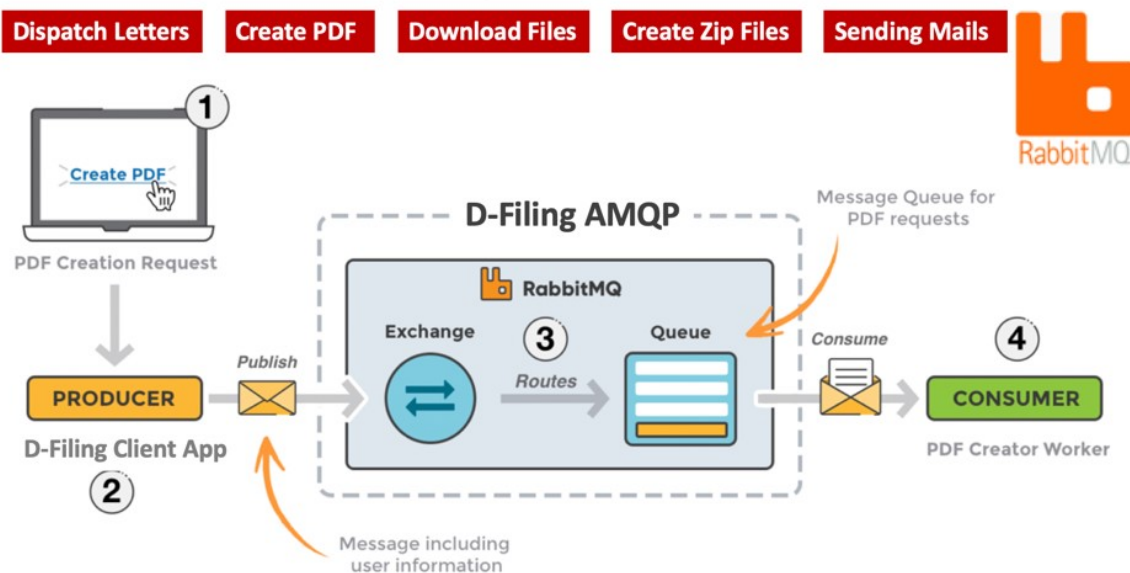 Dispatch Letters
Create PDF
Download Files
Create Zip Files
Sending Mails
RabbitMQ
1
Create PDF
PDF Creation Request
D-Filing AMQP
Message Queue for
PDF requests
RabbitMQ
Exchange
3
Queue
Routes
Publish
Consume
4
PRODUCER
CONSUMER
D-Filing Client App
PDF Creator Worker
2
Message including
user information